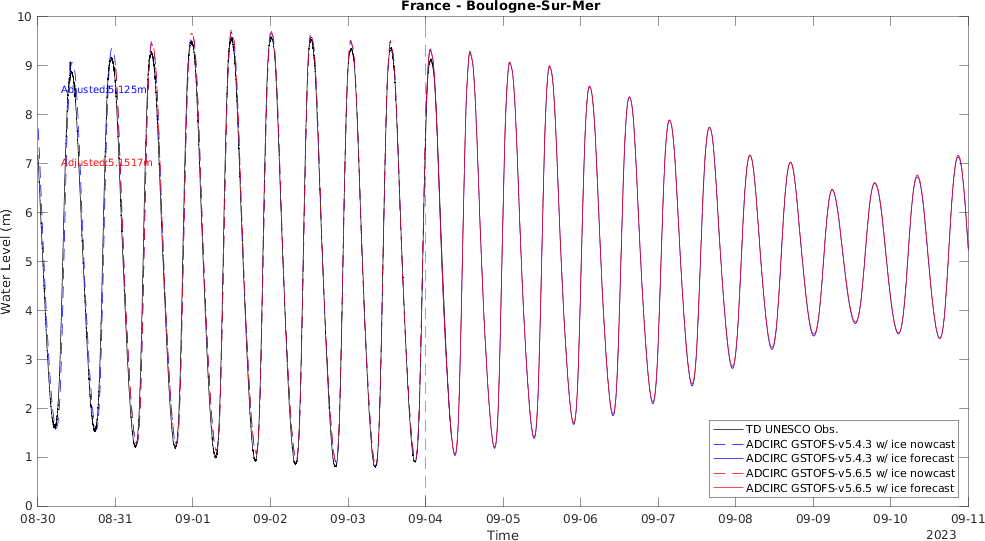 France - Boulogne-Sur-Mer
10
9
8
7
6
5
4
3
2
1
0
Water Level (m)
Adjusted:5.125m
Adjusted:5.1517m
TD UNESCO Obs.
ADCIRC GSTOFS-v5.4.3 w/ ice nowcast
ADCIRC GSTOFS-v5.4.3 w/ ice forecast
ADCIRC GSTOFS-v5.6.5 w/ ice nowcast
ADCIRC GSTOFS-v5.6.5 w/ ice forecast
08-30 08-31 09-01 09-02 09-03 09-04 09-05 09-06 09-07 09-08 09-09 09-10 09-11
Time
2023